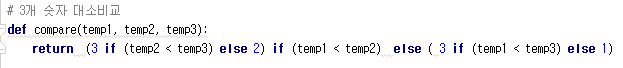 # 3개 숫자 대소비교
def compare(temp1, temp2, temp3):
    return  (3 if (temp2 < temp3) else 2) if (temp1 < temp2)  else ( 3 if (temp1 < temp3) else 1)